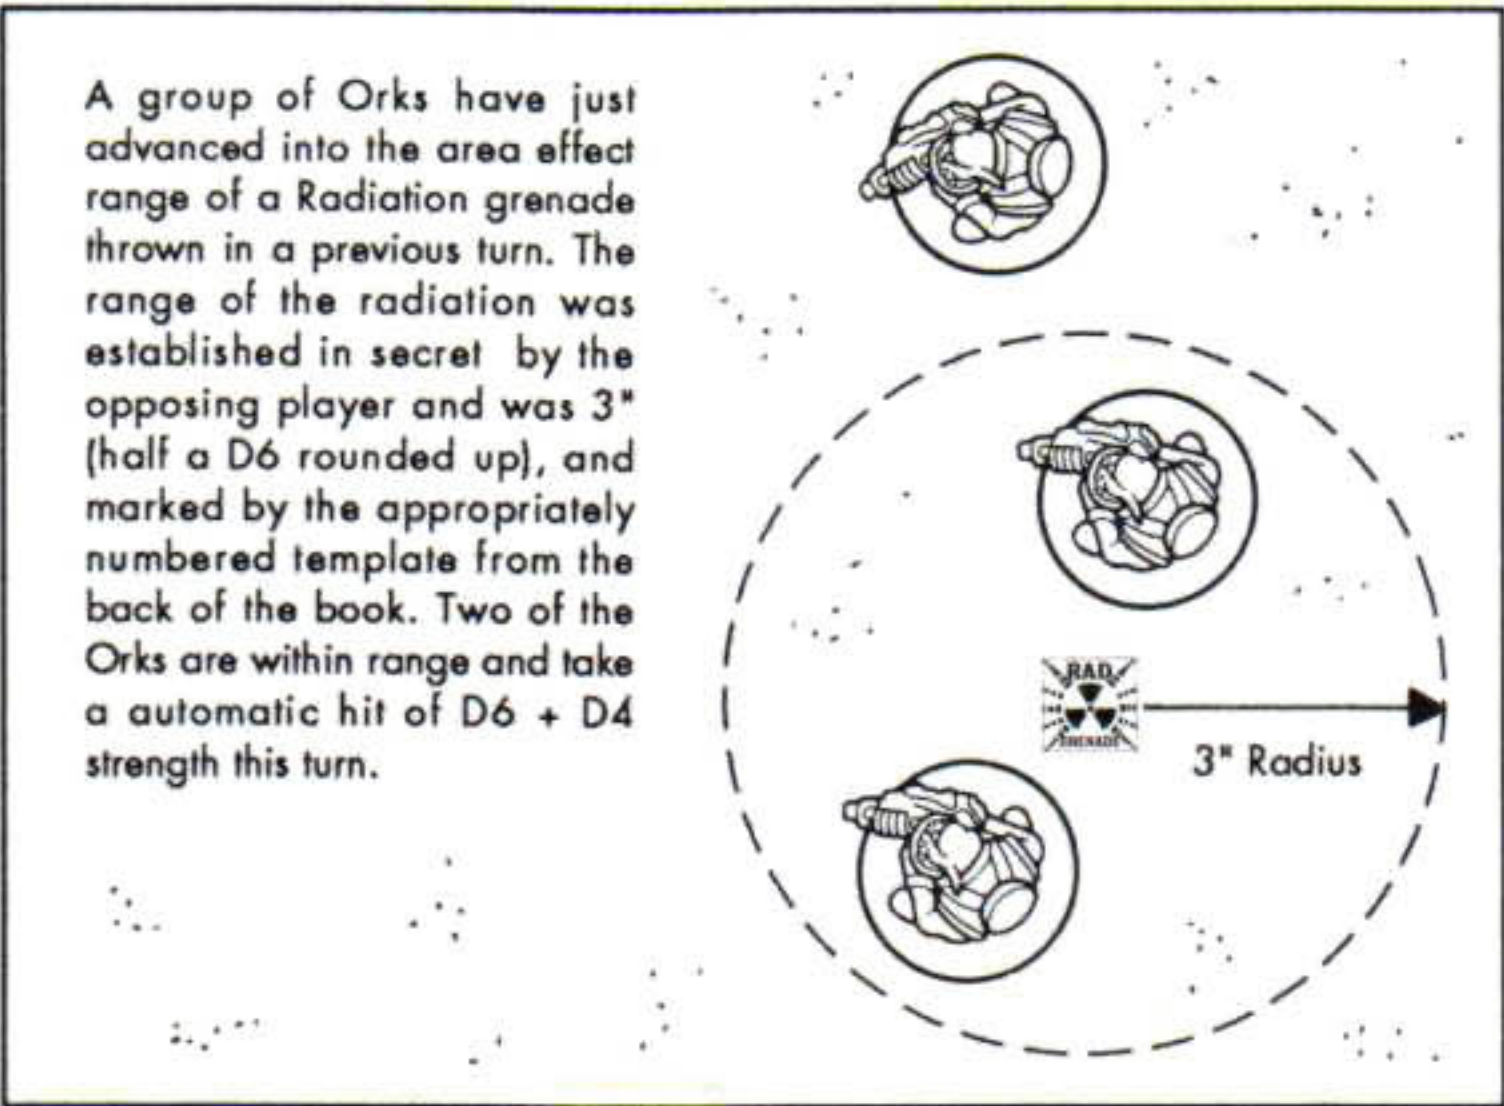 A group of Orks have just
advanced into the area effect
range of a Radiation grenade
thrown in a previous turn. The
range of the radiation was
established in secret by the
opposing player and was 3"
(half a D6 rounded up), and
marked by the appropriately
numbered template from the
back of the book. Two of the
Orks are within range and take
a automatic hit of D6 + D4
strength this turn.
RAD
GRENADE
3" Radius